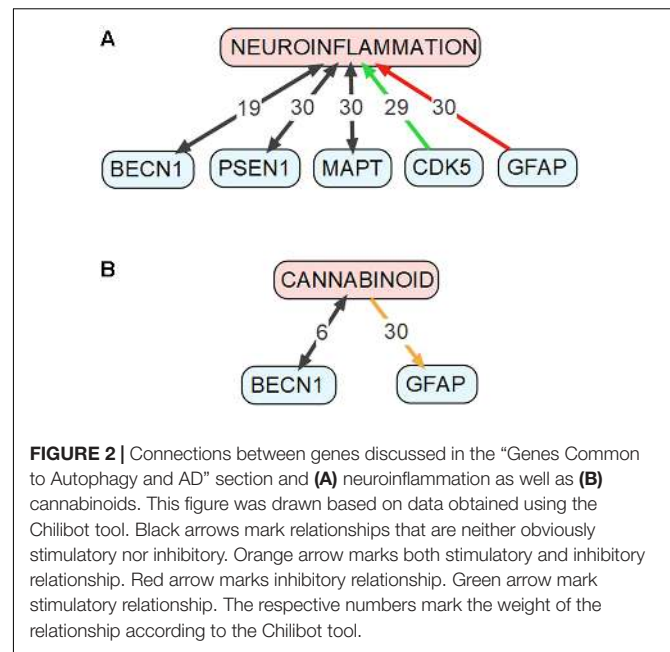 A
NEUROINFLAMMATION
19 30 30 29 30
BECN1 PSEN1 MAPT CDK5 GFAP
B
CANNABINOID
6 30
BECN1 GFAP
FIGURE 2 | Connections between genes discussed in the “Genes Common
to Autophagy and AD” section and (A) neuroinflammation as well as (B)
cannabinoids. This figure was drawn based on data obtained using the
Chilibot tool. Black arrows mark relationships that are neither obviously
stimulatory nor inhibitory. Orange arrow marks both stimulatory and inhibitory
relationship. Red arrow marks inhibitory relationship. Green arrow mark
stimulatory relationship. The respective numbers mark the weight of the
relationship according to the Chilibot tool.